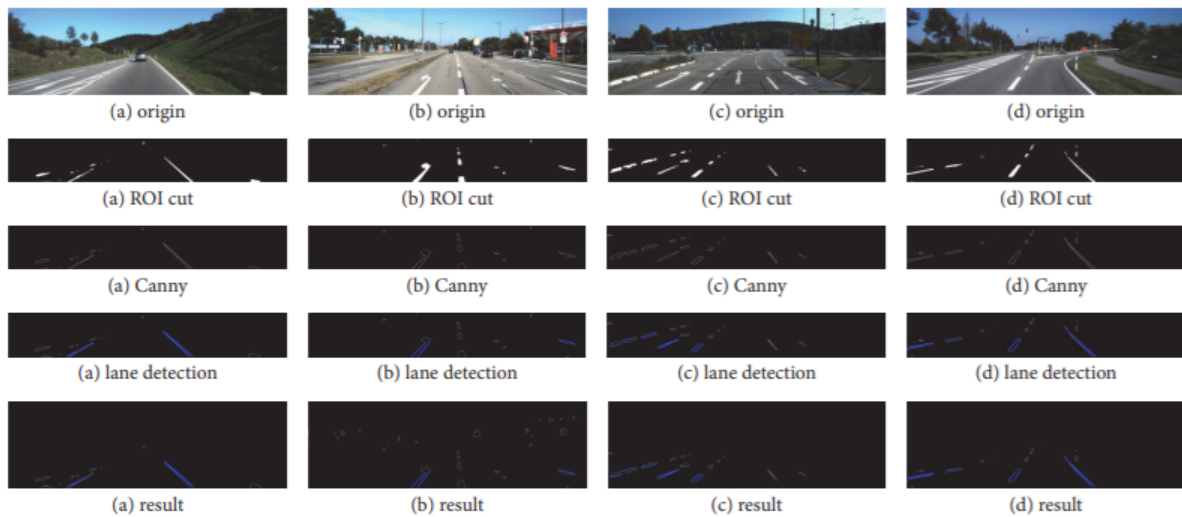 (a) origin (b) origin (c) origin (d) origin
(a) ROI cut (b) ROI cut (c) ROI cut (d) ROI cut
(a) Canny (b) Canny (c) Canny (d) Canny
(a) lane detection (b) lane detection (c) lane detection (d) lane detection
(a) result (b) result (c) result (d) result